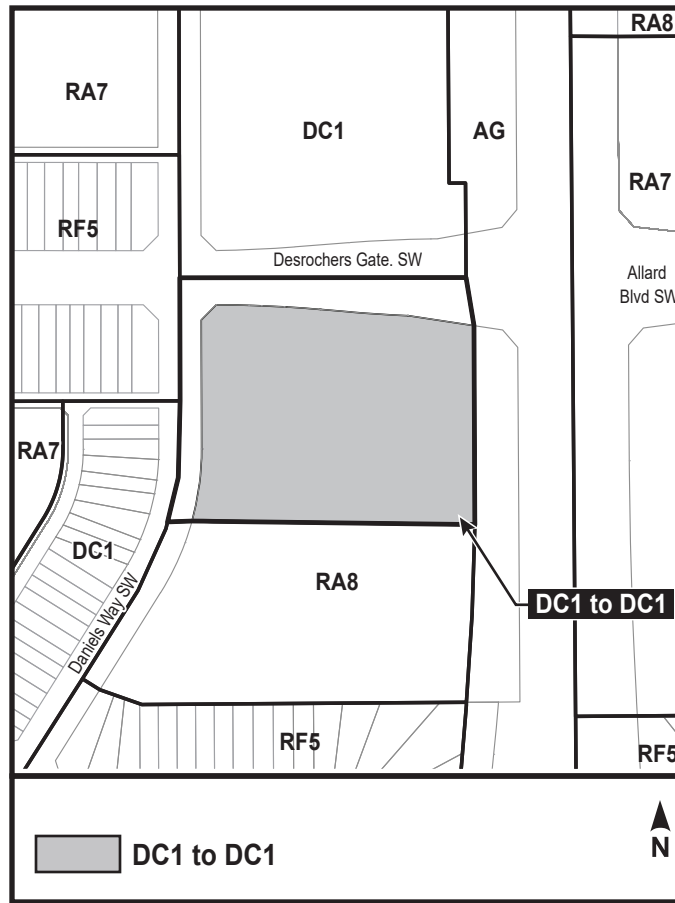 RA8
RA7
DC1
AG
RA7
RF5
Desrochers Gate. SW
Allard
Blvd SW
RA7
DC1
RA8
DC1 to DC1
Daniels Way SW
RF5
RF5
DC1 to DC1
N